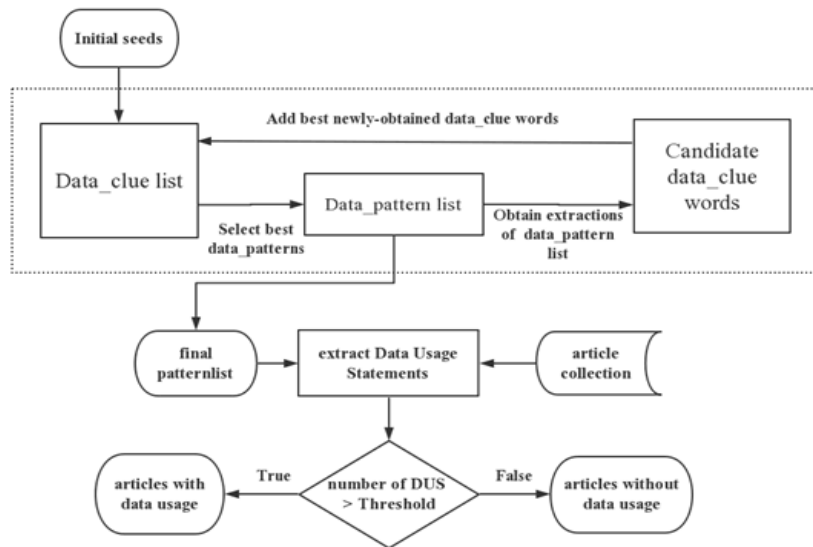 Initial seeds
Add best newly-obtained data_clue words
Data_clue list
Candidate
data_clue
words
Data_pattern list
Select best
data_patterns
Obtain extractions
of data_pattern
list
final
patternlist
extract Data Usage
Statements
article
collection
True
number of DUS
> Threshold
False
articles with
data usage
articles without
data usage